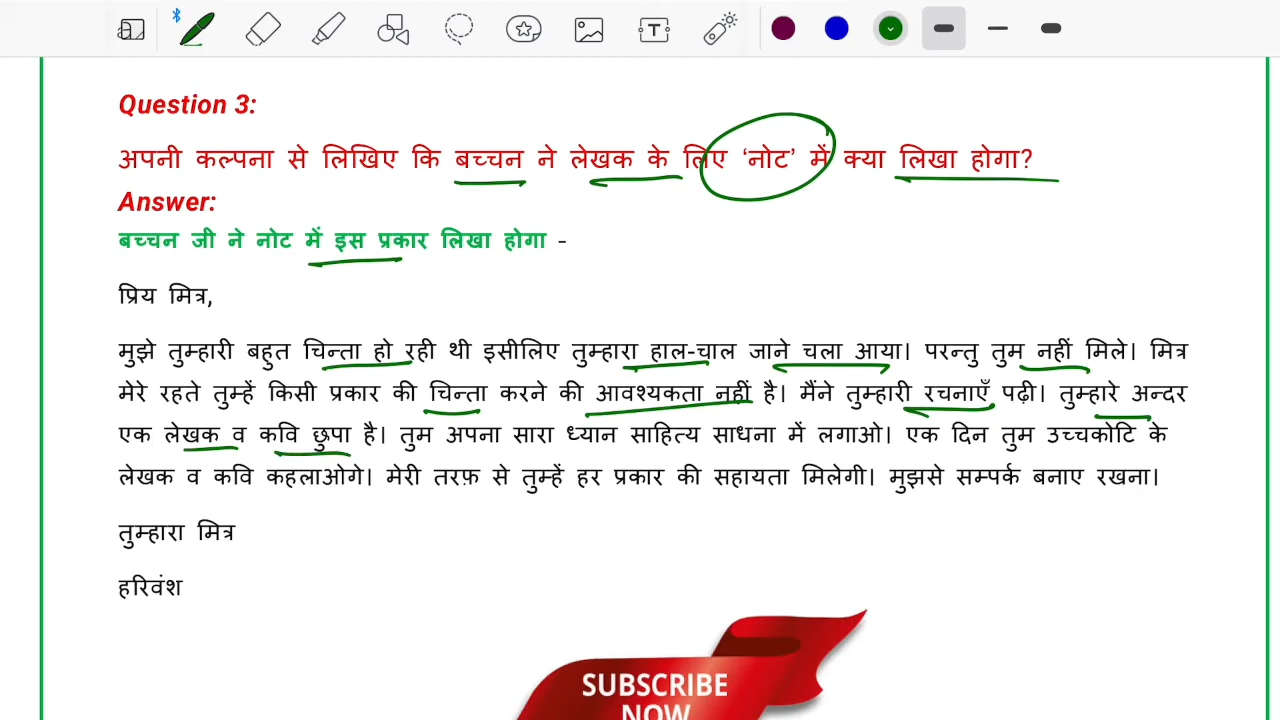 Question 3:
अपनी कल्पना से लिखिए कि बच्चन ने लेखक के लिए ‘नोट’ में क्या लिखा होगा?
Answer:
बच्चन जी ने नोट में इस प्रकार लिखा होगा -
प्रिय मित्र,
मुझे तुम्हारी बहुत चिन्ता हो रही थी इसीलिए तुम्हारा हाल-चाल जाने चला आया। परन्तु तुम नहीं मिले। मित्र
मेरे रहते तुम्हें किसी प्रकार की चिन्ता करने की आवश्यकता नहीं है। मैंने तुम्हारी रचनाएँ पढ़ी। तुम्हारे अन्दर
एक लेखक व कवि छुपा है। तुम अपना सारा ध्यान साहित्य साधना में लगाओ। एक दिन तुम उच्चकोटि के
लेखक व कवि कहलाओगे। मेरी तरफ़ से तुम्हें हर प्रकार की सहायता मिलेगी। मुझसे सम्पर्क बनाए रखना।
तुम्हारा मित्र
हरिवंश
SUBSCRIBE
NOW